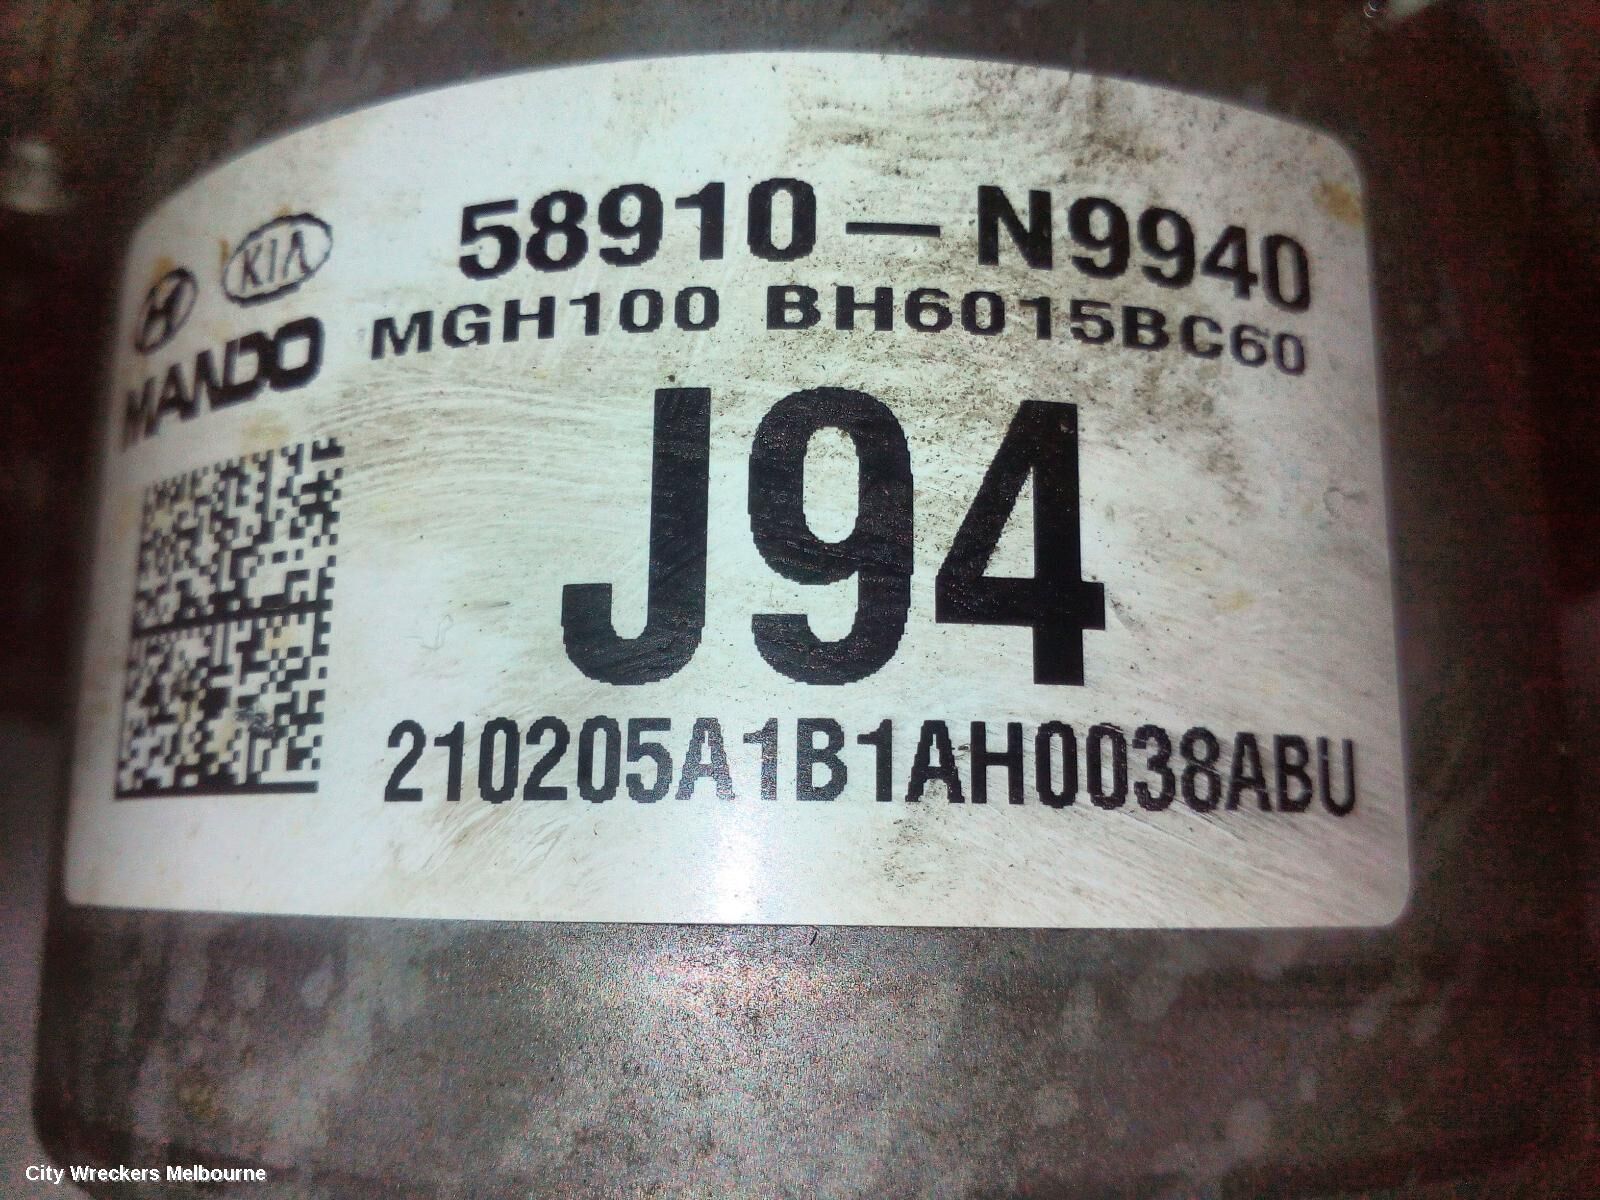 58910-N9940
KIA
MGH100 BH6015BC60
MANDO
J94
210205A1B1AH0038ABU
City Wreckers Melbourne